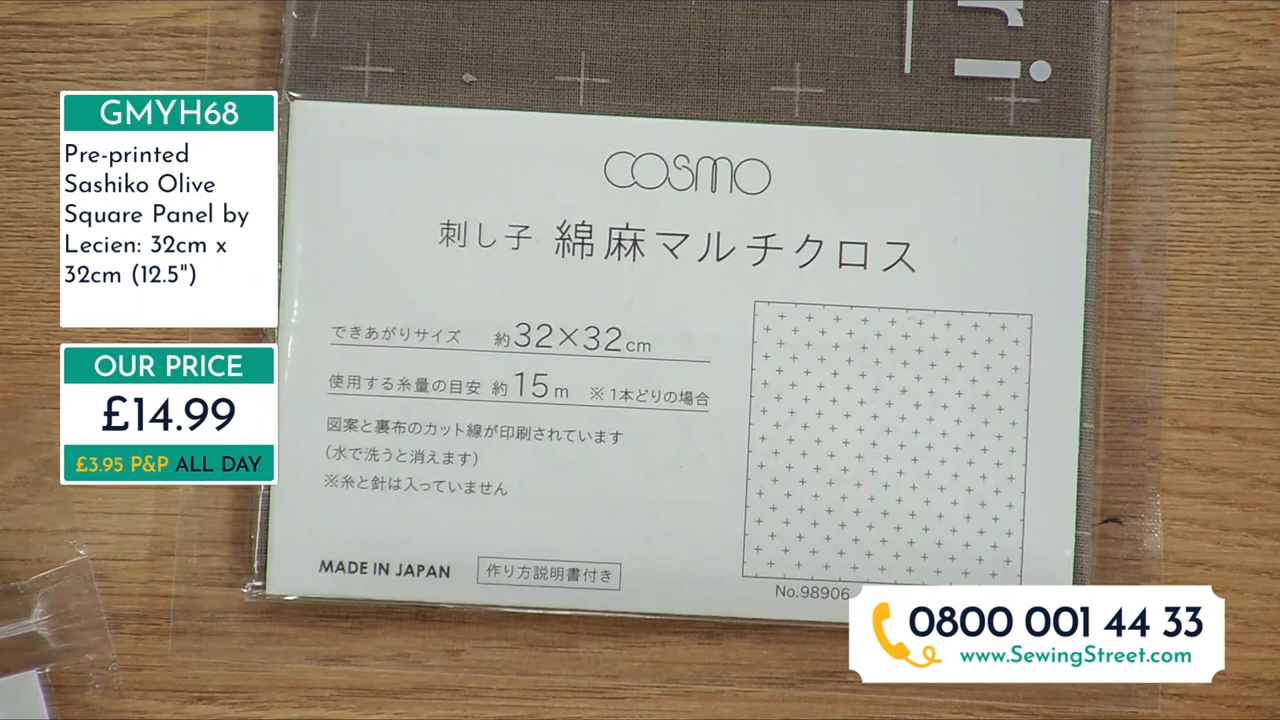 GMYH68
Pre-printed
Sashiko Olive
Square Panel by
Lecien: 32cm x
32cm (12.5")
OUR PRICE
£14.99
£3.95 P&P ALL DAY
ri
COSMO
刺し子 綿麻マルチクロス
できあがりサイズ 約32×32cm
使用する糸量の目安 約15m ※1本どりの場合
図案と裏布のカット線が印刷されています
(水で洗うと消えます)
※糸と針は入っていません
MADE IN JAPAN
作り方説明書付き
No.98906
0800 001 44 33
www.SewingStreet.com